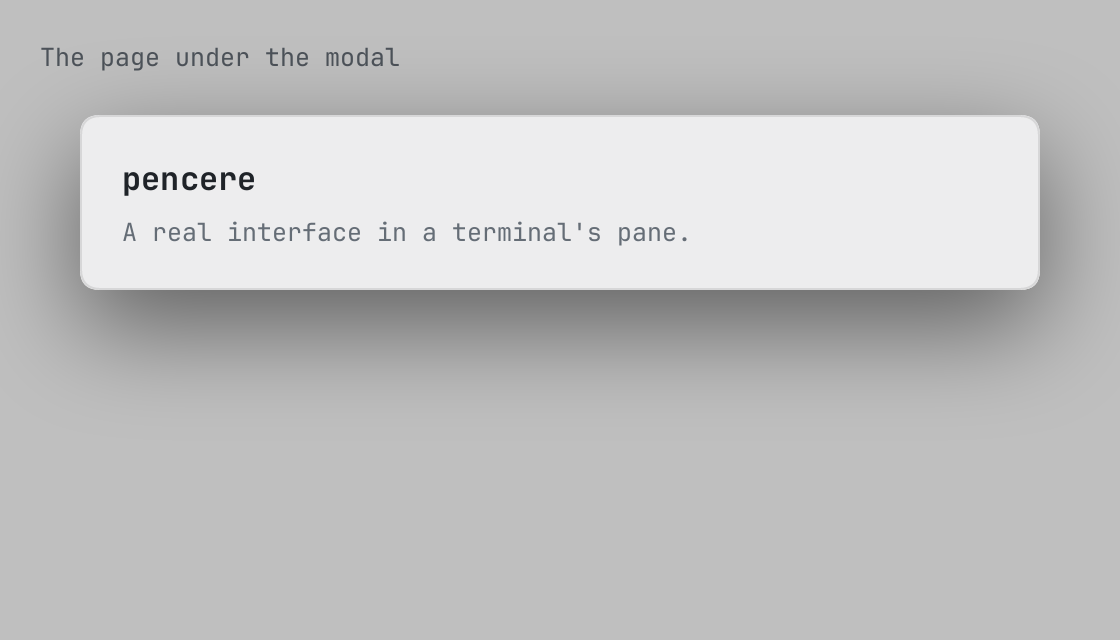 The page under the modal
pencere
A real interface in a terminal's pane.